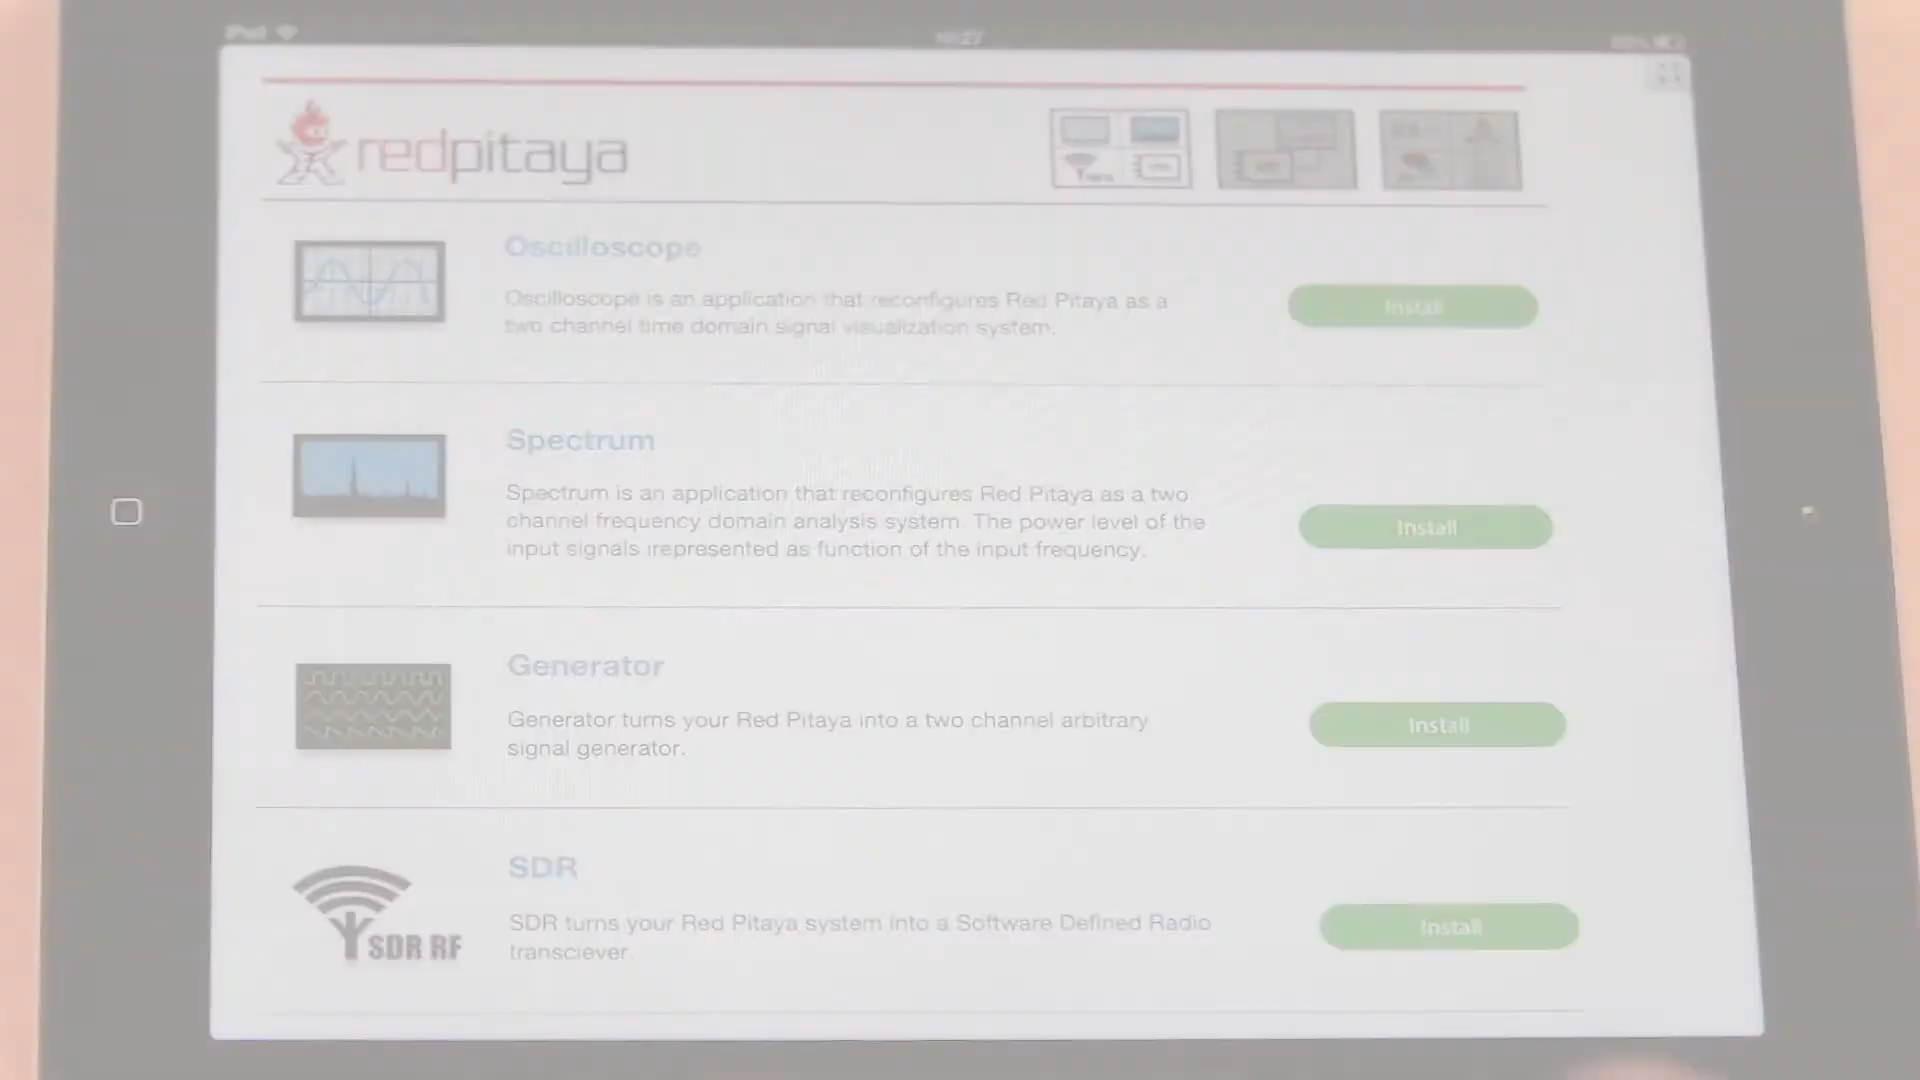 iPad
10:27
redpitaya
Oscilloscope
Oscilloscope is an application that reconfigures Red Pitaya as a
two channel time domain signal visualization system.
Install
Spectrum
Spectrum is an application that reconfigures Red Pitaya as a two
channel frequency domain analysis system. The power level of the
input signals irepresented as function of the input frequency.
Install
Generator
Generator turns your Red Pitaya into a two channel arbitrary
signal generator.
Install
SDR RF
SDR
SDR turns your Red Pitaya system into a Software Defined Radio
transciever.
Install